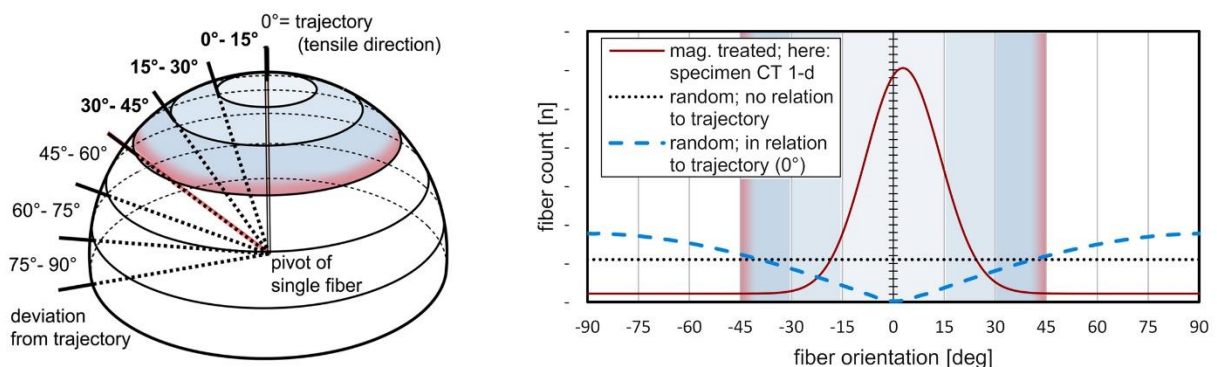 0°= trajectory
(tensile direction)
0°- 15°
15°- 30°
30°- 45°
45°- 60°
60°- 75°
75°- 90°
pivot of
single fiber
deviation
from trajectory
fiber count [n]
mag. treated; here:
specimen CT 1-d
random; no relation
to trajectory
random; in relation
to trajectory (0°)
-90 -75 -60 -45 -30 -15 0 15 30 45 60 75 90
fiber orientation [deg]